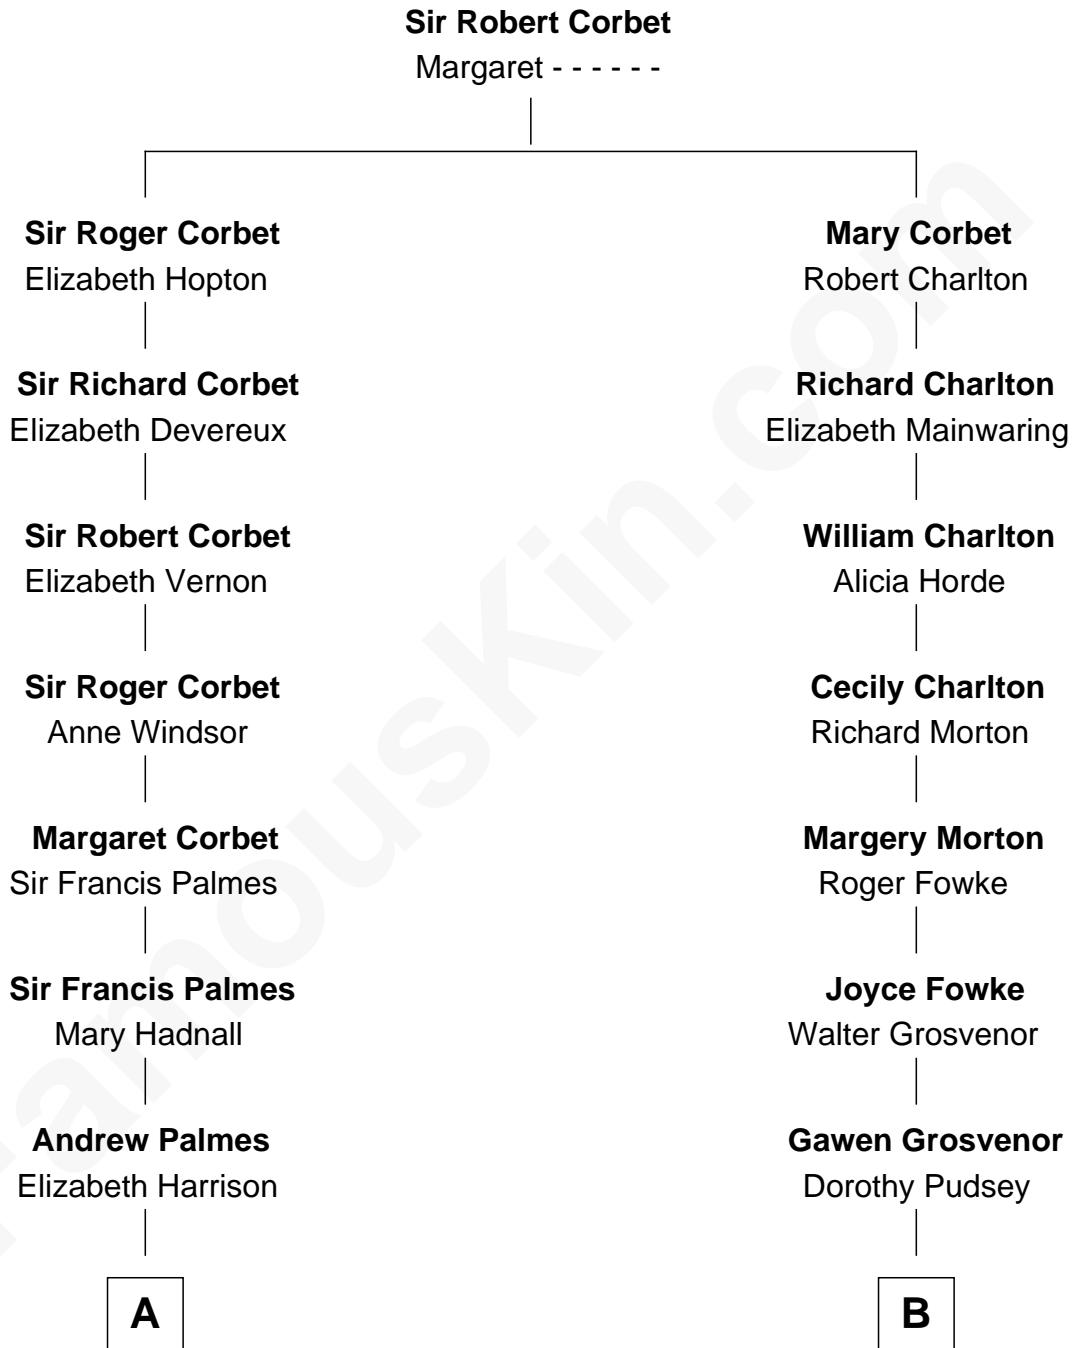 Sir Robert Corbet
Margaret - - - - - -
Sir Roger Corbet
Elizabeth Hopton
Mary Corbet
Robert Charlton
Sir Richard Corbet
Elizabeth Devereux
Richard Charlton
Elizabeth Mainwaring
Sir Robert Corbet
Elizabeth Vernon
William Charlton
Alicia Horde
Sir Roger Corbet
Anne Windsor
Cecily Charlton
Richard Morton
Margaret Corbet
Sir Francis Palmes
Margery Morton
Roger Fowke
Sir Francis Palmes
Mary Hadnall
Joyce Fowke
Walter Grosvenor
Andrew Palmes
Elizabeth Harrison
Gawen Grosvenor
Dorothy Pudsey
A
B
FamousKin.com